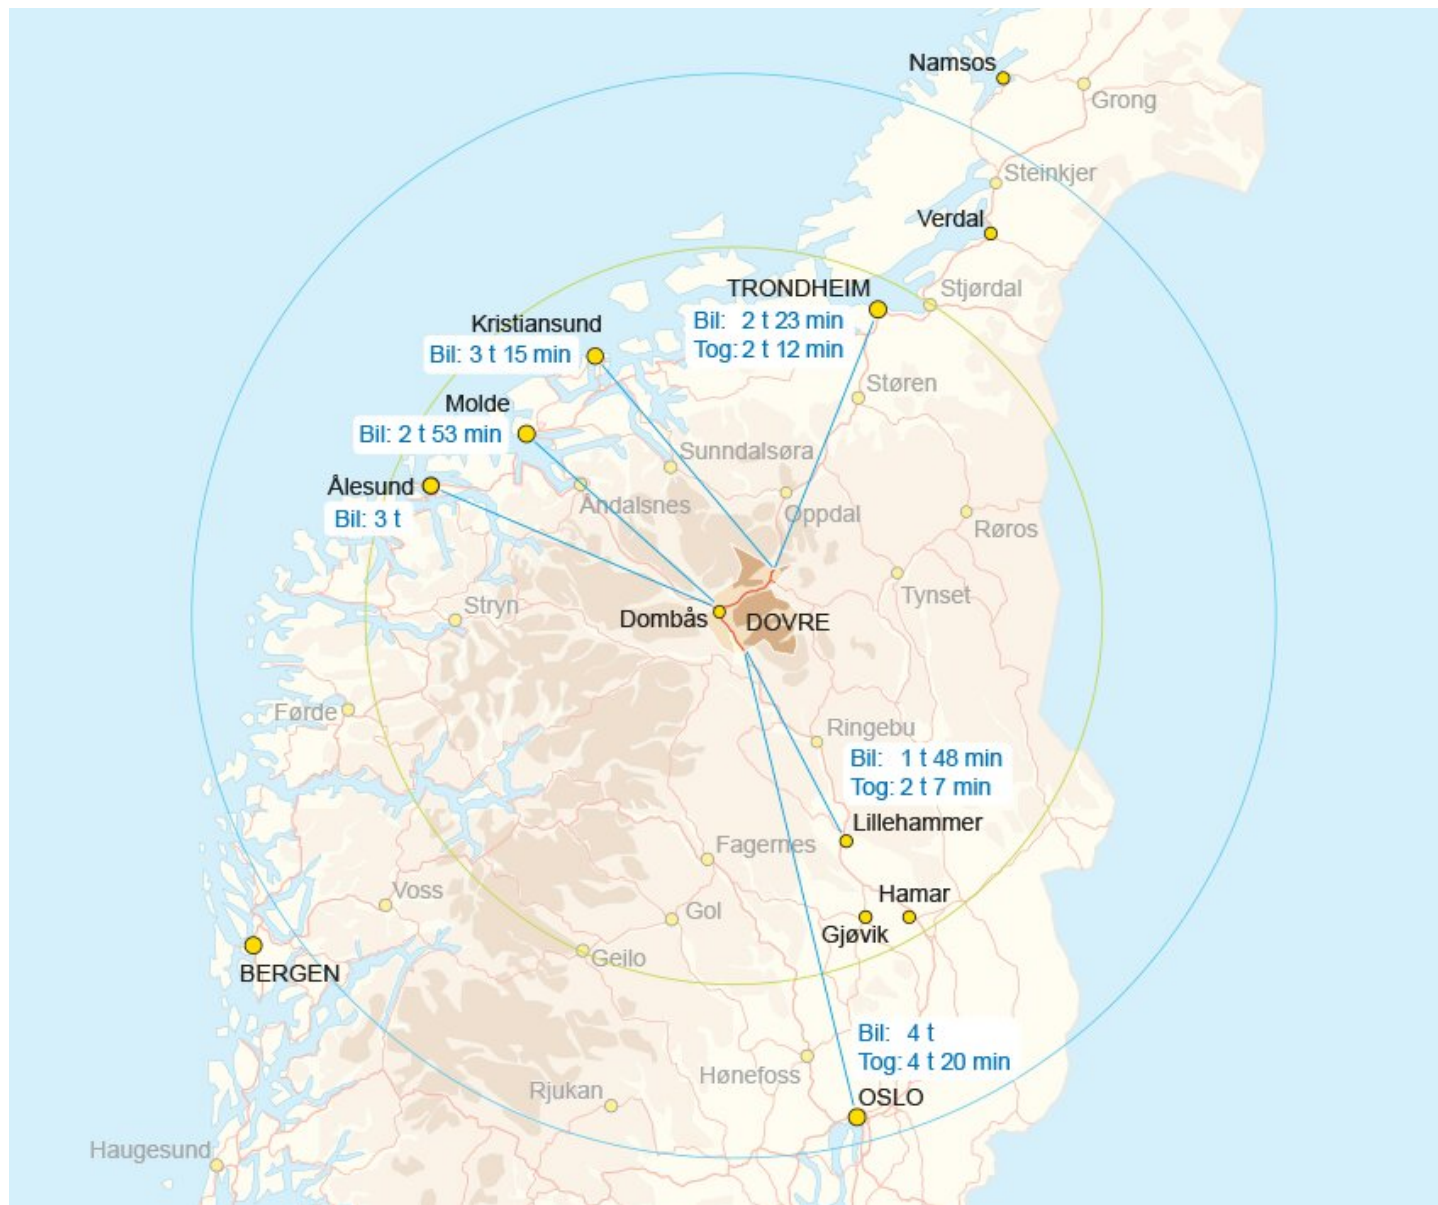 Namsos
Grong
Steinkjer
Verdal
TRONDHEIM
Bil: 2 t 23 min
Tog: 2 t 12 min
Stjørdal
Kristiansund
Bil: 3 t 15 min
Støren
Molde
Bil: 2 t 53 min
Sunndalsøra
Ålesund
Bil: 3 t
Åndalsnes
Oppdal
Røros
Tynset
Stryn
Dombås
DOVRE
Førde
Ringebu
Bil: 1 t 48 min
Tog: 2 t 7 min
Lillehammer
Fagernes
Voss
Gol
Hamar
Gjøvik
Geilo
BERGEN
Bil: 4 t
Tog: 4 t 20 min
Hønefoss
OSLO
Rjukan
Haugesund